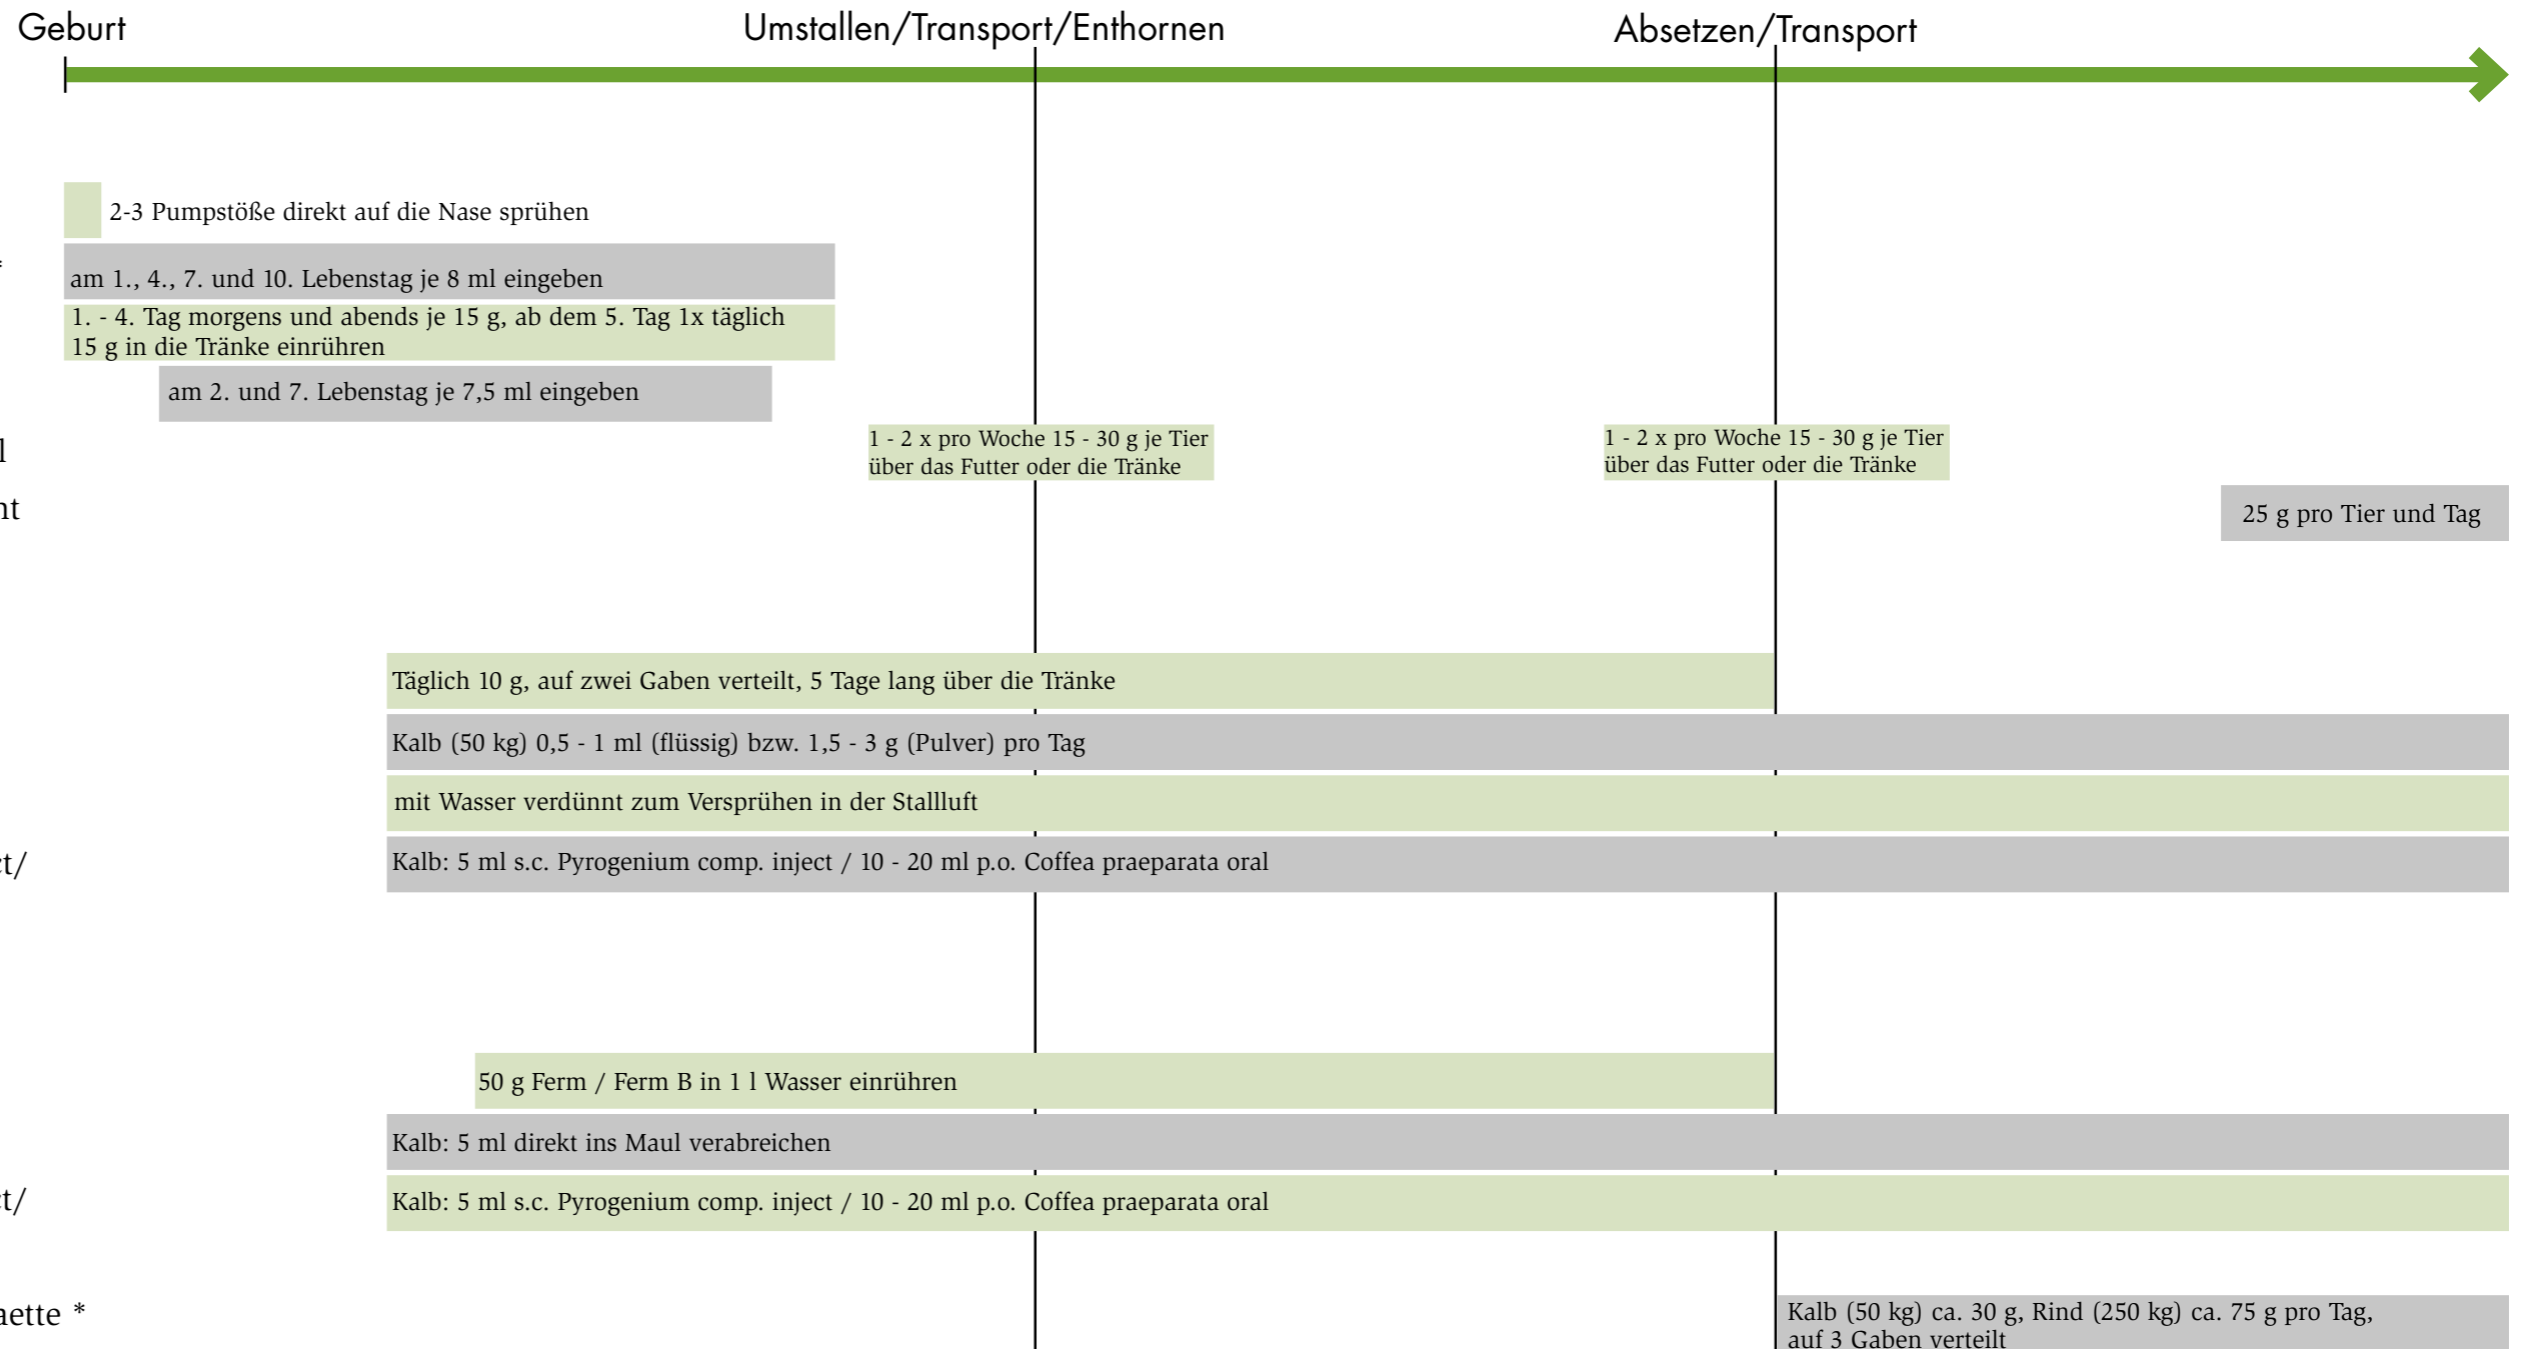 Geburt
Umstallen/Transport/Enthornen
Absetzen/Transport
2-3 Pumpstöße direkt auf die Nase sprühen
*
am 1., 4., 7. und 10. Lebenstag je 8 ml eingeben
1. - 4. Tag morgens und abends je 15 g, ab dem 5. Tag 1x täglich
15 g in die Tränke einrühren
am 2. und 7. Lebenstag je 7,5 ml eingeben
l
1 - 2 x pro Woche 15 - 30 g je Tier
über das Futter oder die Tränke
1 - 2 x pro Woche 15 - 30 g je Tier
über das Futter oder die Tränke
nt
25 g pro Tier und Tag
Täglich 10 g, auf zwei Gaben verteilt, 5 Tage lang über die Tränke
Kalb (50 kg) 0,5 - 1 ml (flüssig) bzw. 1,5 - 3 g (Pulver) pro Tag
mit Wasser verdünnt zum Versprühen in der Stallluft
ct/
Kalb: 5 ml s.c. Pyrogenium comp. inject / 10 - 20 ml p.o. Coffea praeparata oral
50 g Ferm / Ferm B in 1 l Wasser einrühren
Kalb: 5 ml direkt ins Maul verabreichen
ct/
Kalb: 5 ml s.c. Pyrogenium comp. inject / 10 - 20 ml p.o. Coffea praeparata oral
aette *
Kalb (50 kg) ca. 30 g, Rind (250 kg) ca. 75 g pro Tag,
auf 3 Gaben verteilt